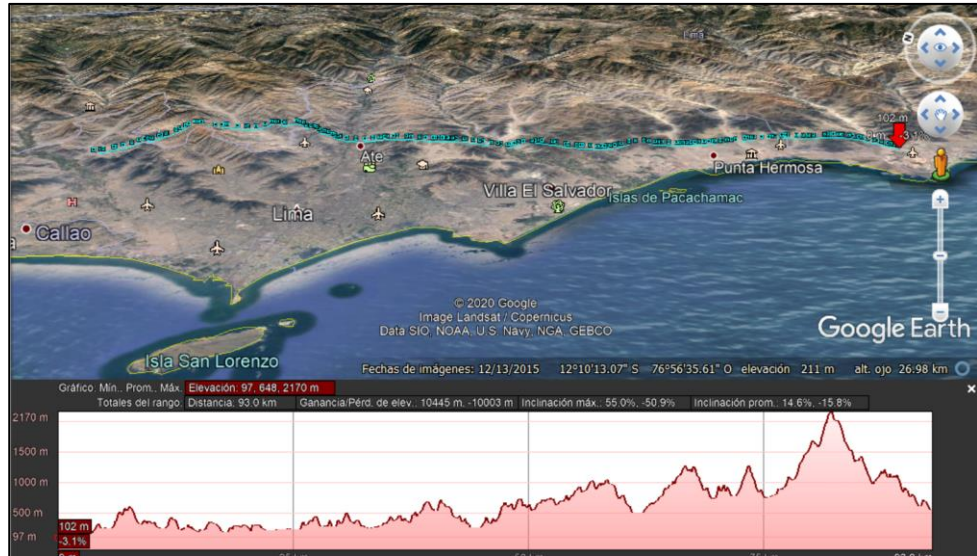 Lima
102 m
-3.1%
Ate
Punta Hermosa
Villa El Salvador
Islas de Pacachamac
H
Lima
Callao
a
© 2020 Google
Image Landsat / Copernicus
Data SIO, NOAA, U.S. Navy, NGA, GEBCO
Google Earth
Isla San Lorenzo
Fechas de imágenes: 12/13/2015 12°10'13.07" S 76°56'35.61" O elevación 211 m alt. ojo 26.98 km
Gráfico: Mín., Prom., Máx. Elevación: 97, 648, 2170 m
Totales del rango: Distancia: 93.0 km Ganancia/Pérd. de elev.: 10445 m, -10003 m Inclinación máx.: 55.0%, -50.9% Inclinación prom.: 14.6%, -15.8%
2170 m
1500 m
1000 m
500 m
102 m
97 m
-3.1%